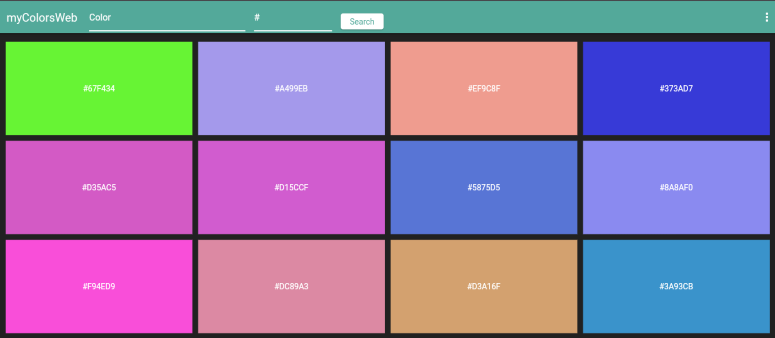 myColorsWeb
Color
#
Search
#67F434
#A499EB
#EF9C8F
#373AD7
#D35AC5
#D15CCF
#5875D5
#8A8AF0
#F94ED9
#DC89A3
#D3A16F
#3A93CB